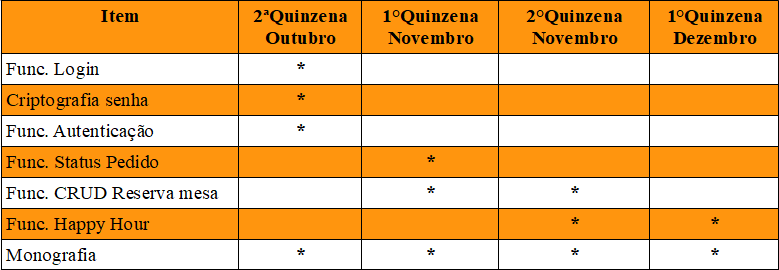 Item 2ªQuinzena Outubro 1°Quinzena Novembro 2°Quinzena Novembro 1°Quinzena Dezembro
Func. Login *
Criptografia senha *
Func. Autenticação *
Func. Status Pedido *
Func. CRUD Reserva mesa * *
Func. Happy Hour * *
Monografia * * * *